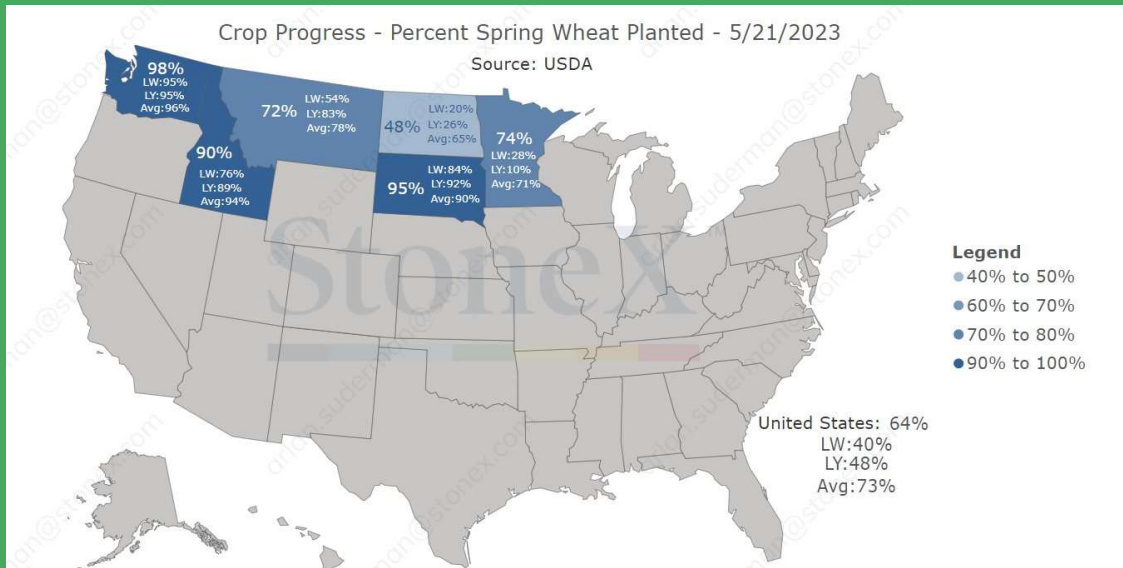 Crop Progress - Percent Spring Wheat Planted - 5/21/2023
Source: USDA
98%
LW:95%
LY:95%
Avg:96%
90%
LW:76%
LY:89%
Avg:94%
72%
LW:54%
LY:83%
Avg:78%
48%
LW:20%
LY:26%
Avg:65%
95%
LW:84%
LY:92%
Avg:90%
74%
LW:28%
LY:10%
Avg:71%
StoneX
Legend
40% to 50%
60% to 70%
70% to 80%
90% to 100%
United States: 64%
LW:40%
LY:48%
Avg:73%
arlan.suderman@stonex.com